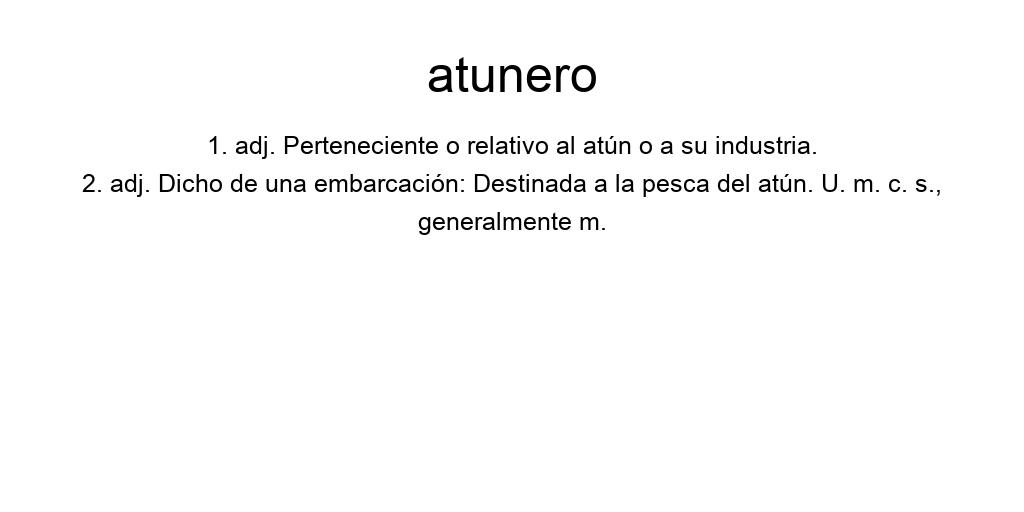 atunero
1. adj. Perteneciente o relativo al atún o a su industria.
2. adj. Dicho de una embarcación: Destinada a la pesca del atún. U. m. c. s.,
generalmente m.